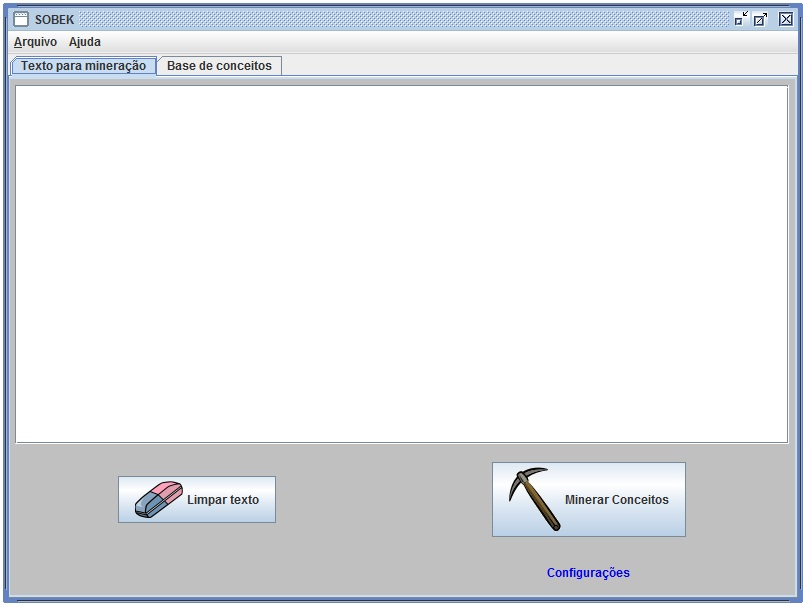 SOBEK
Arquivo Ajuda
Texto para mineração Base de conceitos
Limpar texto Minerar Conceitos
Configurações